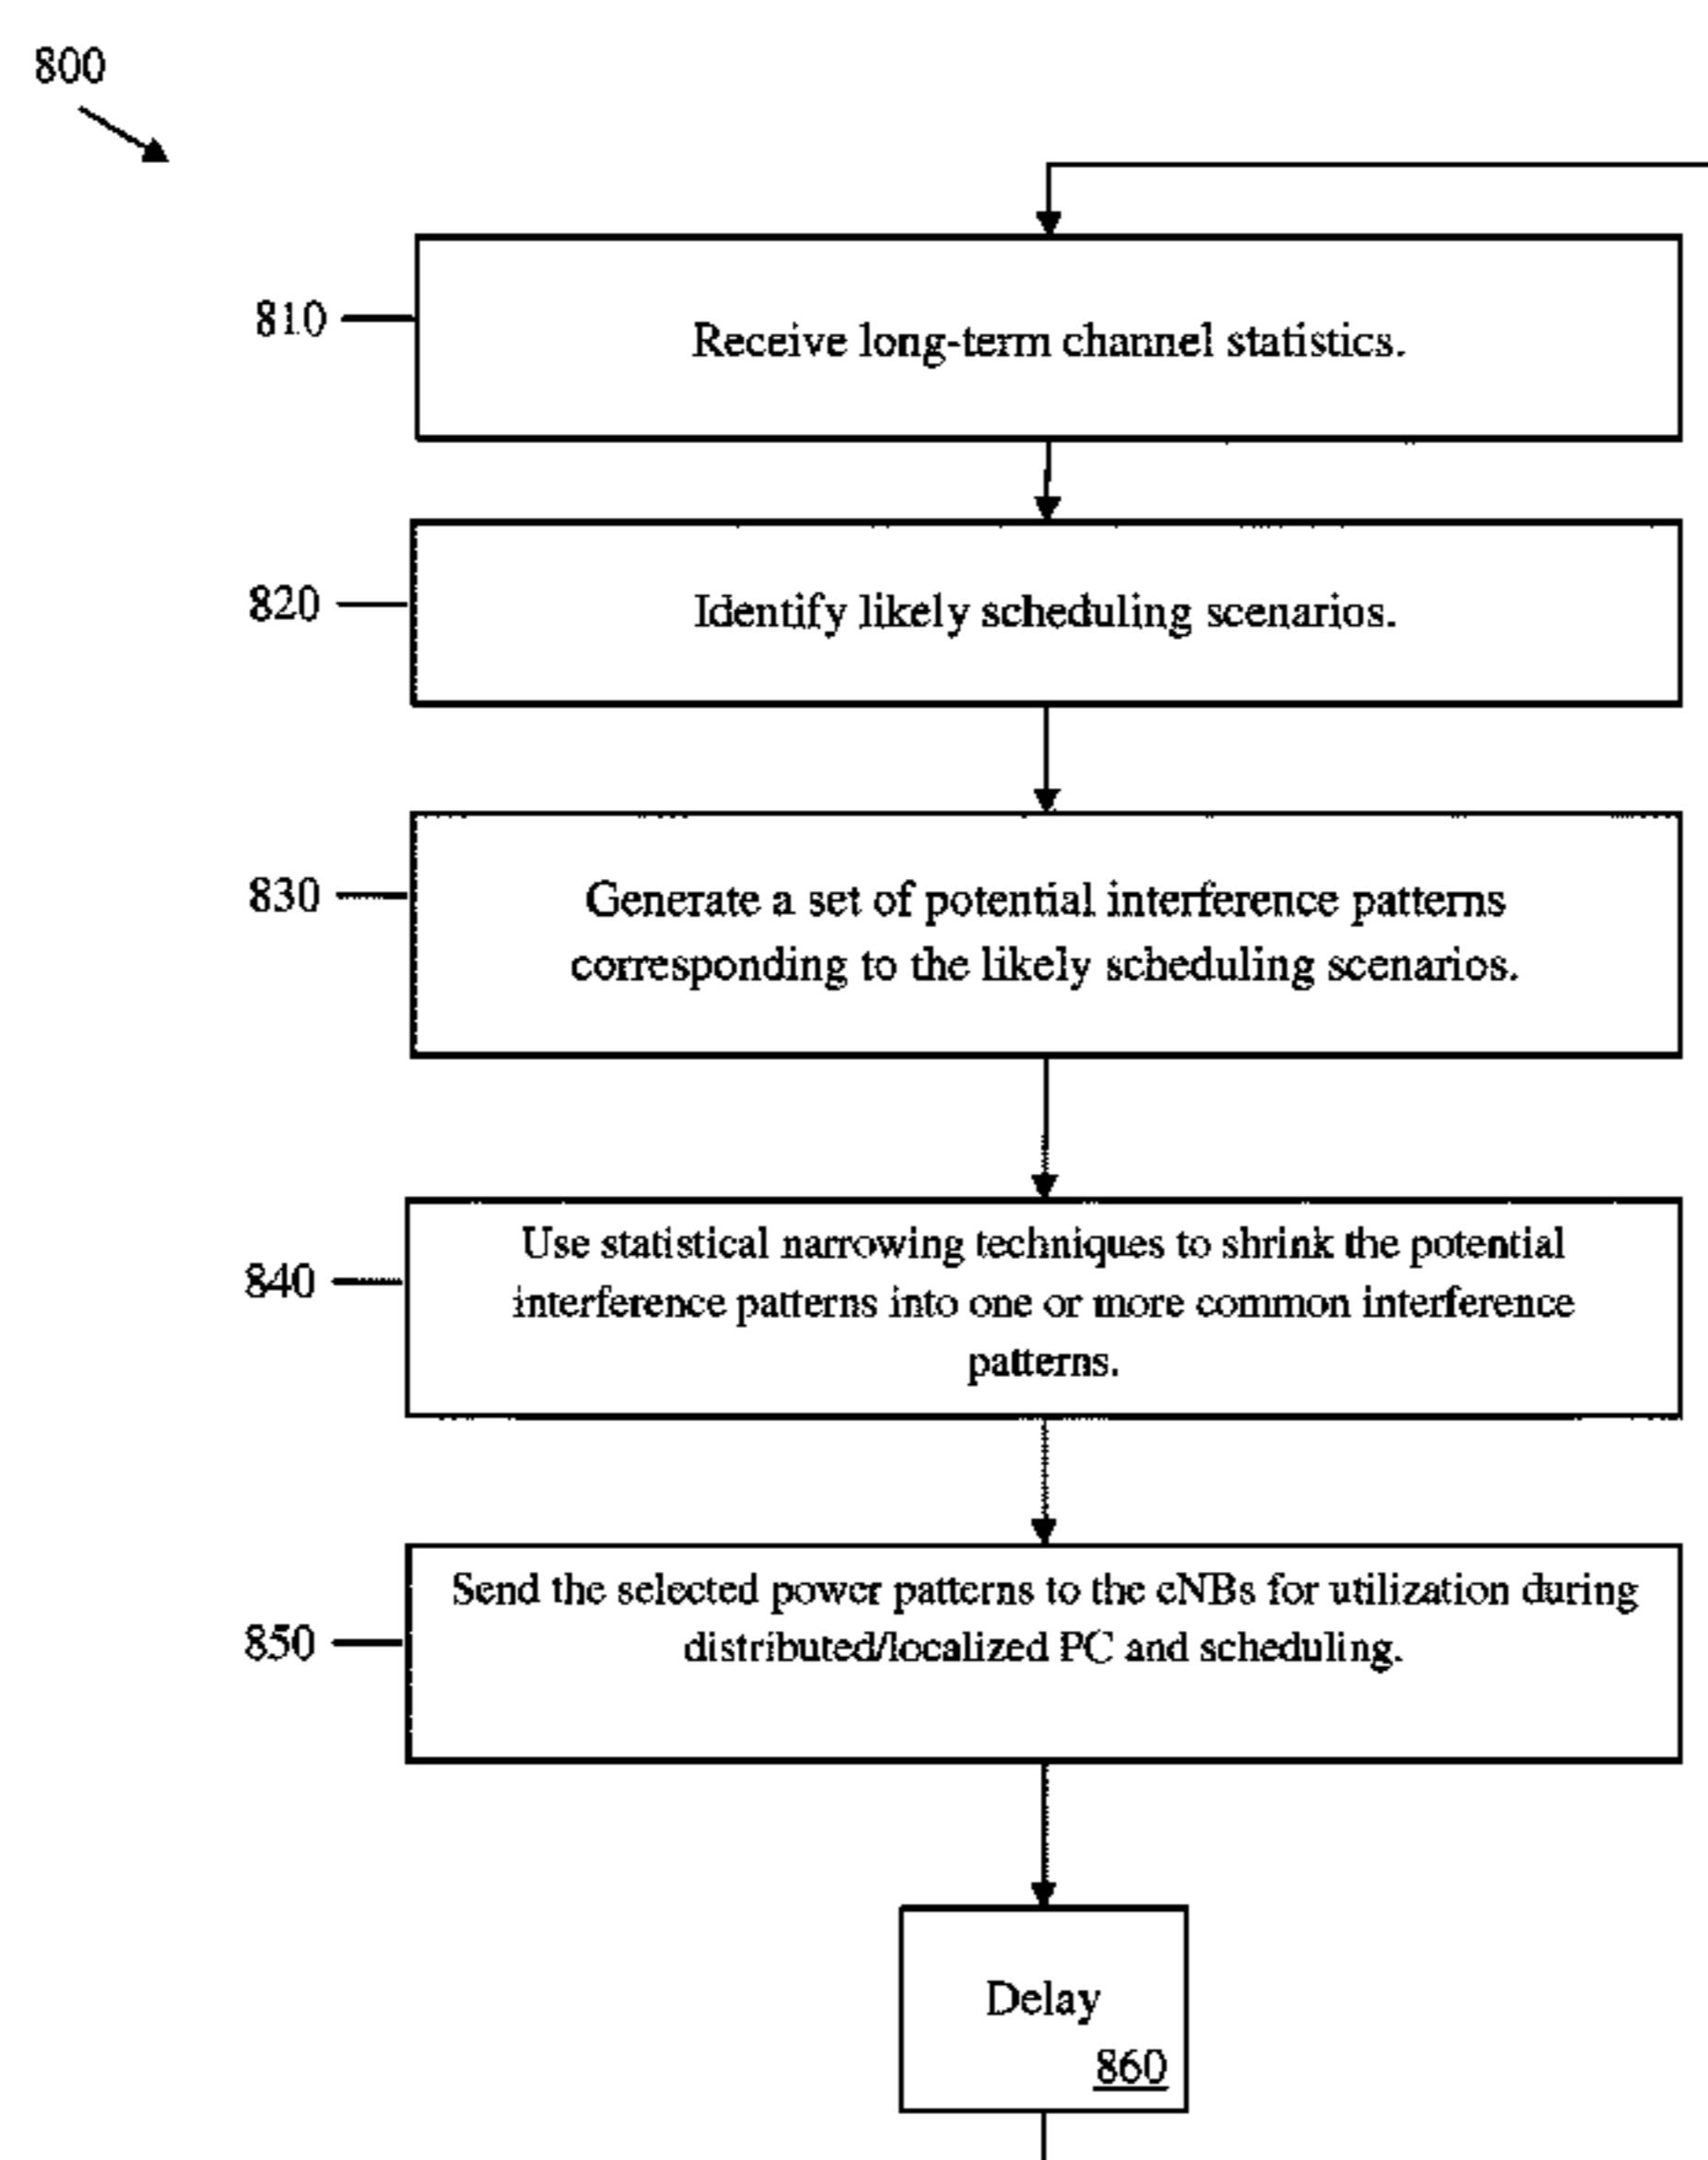 800
810
Receive long-term channel statistics.
820
Identify likely scheduling scenarios.
830
Generate a set of potential interference patterns
corresponding to the likely scheduling scenarios.
840
Use statistical narrowing techniques to shrink the potential
interference patterns into one or more common interference
patterns.
850
Send the selected power patterns to the eNBs for utilization during
distributed/localized PC and scheduling.
Delay
860